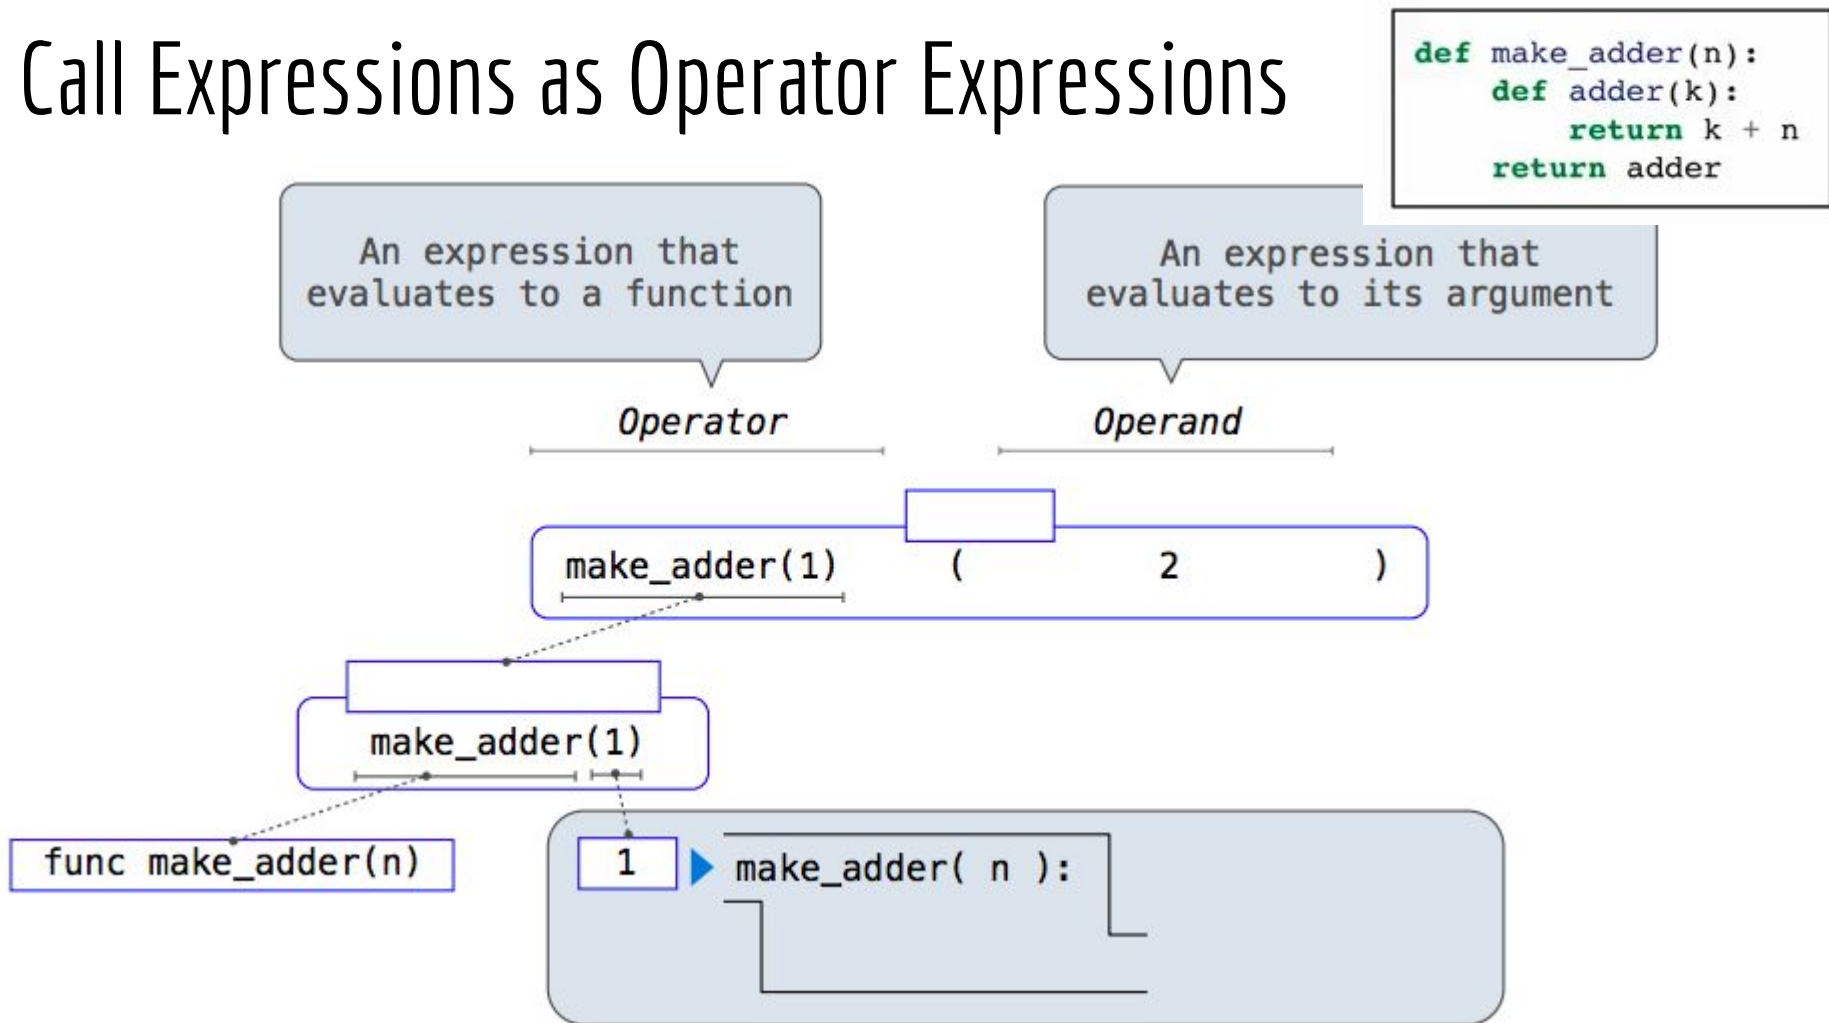 Call Expressions as Operator Expressions
def make_adder(n):
    def adder(k):
        return k + n
    return adder
An expression that
evaluates to a function
An expression that
evaluates to its argument
Operator
Operand
make_adder(1) ( 2 )
make_adder(1)
func make_adder(n)
1
make_adder( n ):